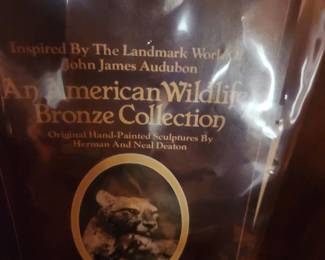 Inspired By The Landmark Work Of
John James Audubon
An American Wildlife
Bronze Collection
Original Hand-Painted Sculptures By
Herman And Neal Deaton